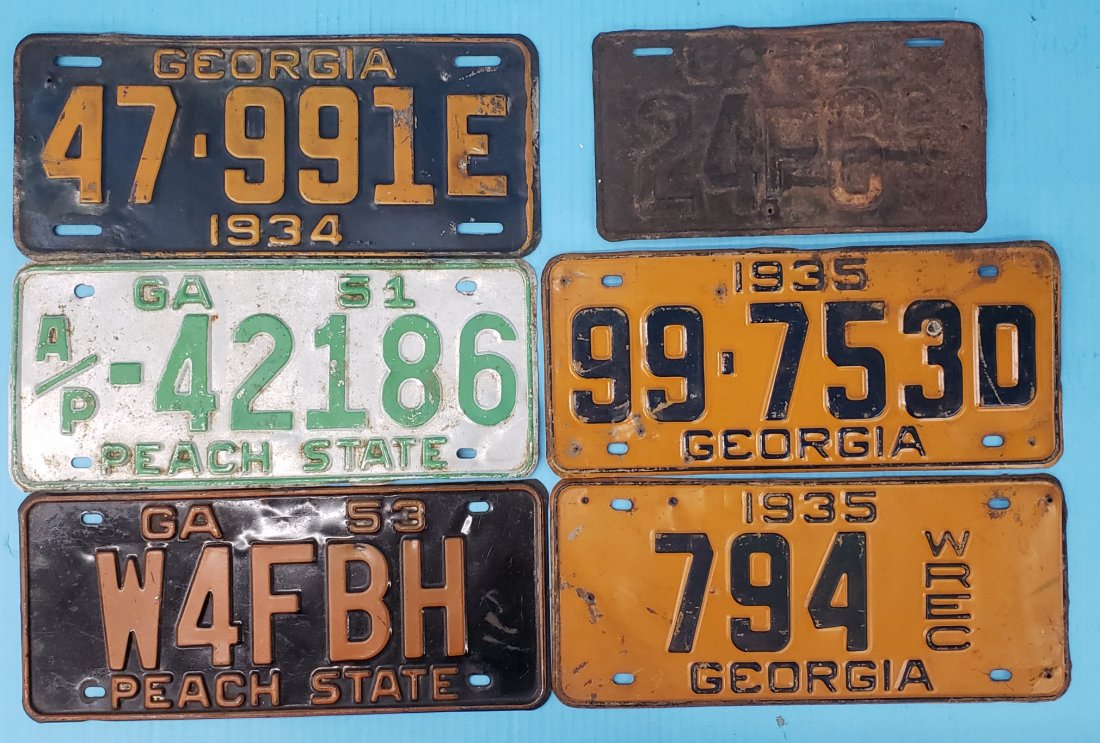 GEORGIA
47·991E
1934
GA 51
A/P-42186
PEACH STATE
GA 53
W4FBH
PEACH STATE
24
1935
99·753D
GEORGIA
1935
794 WREC
GEORGIA